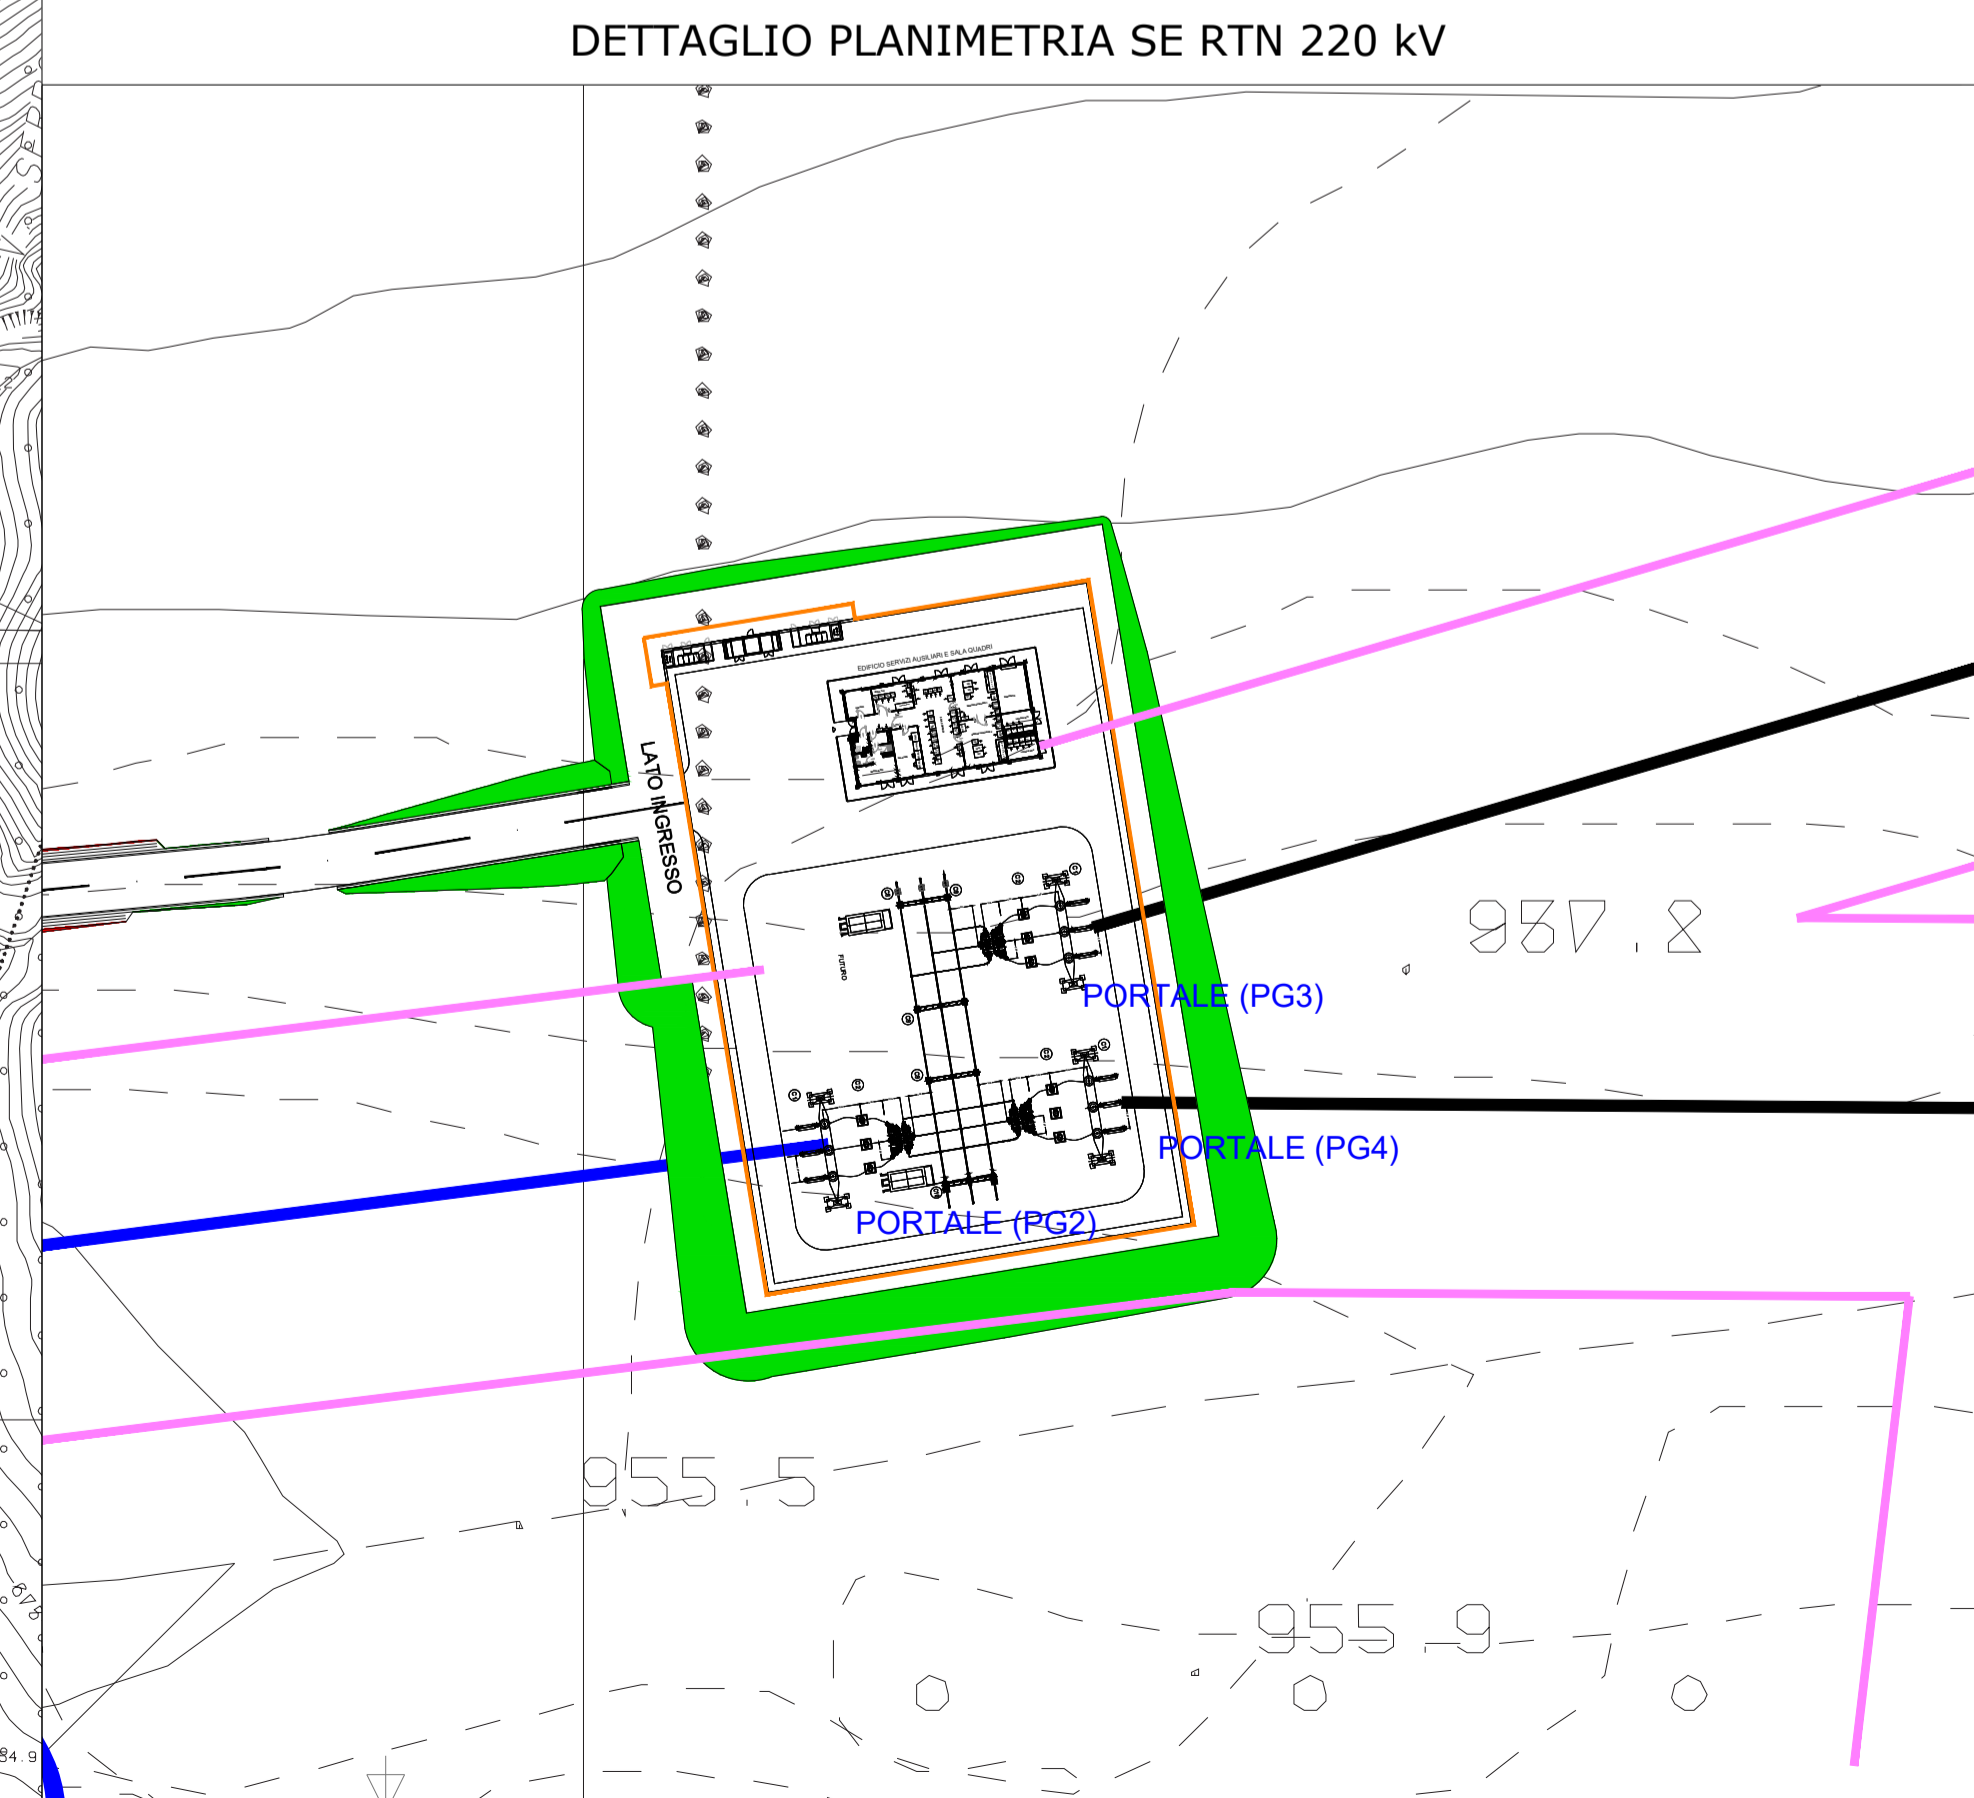 DETTAGLIO PLANIMETRIA SE RTN 220 kV
EDIFICIO SERVIZI AUSILIARI E SALA QUADRI
LATO INGRESSO
957.2
FUTURO
PORTALE (PG3)
PORTALE (PG4)
PORTALE (PG2)
955.5
955.9